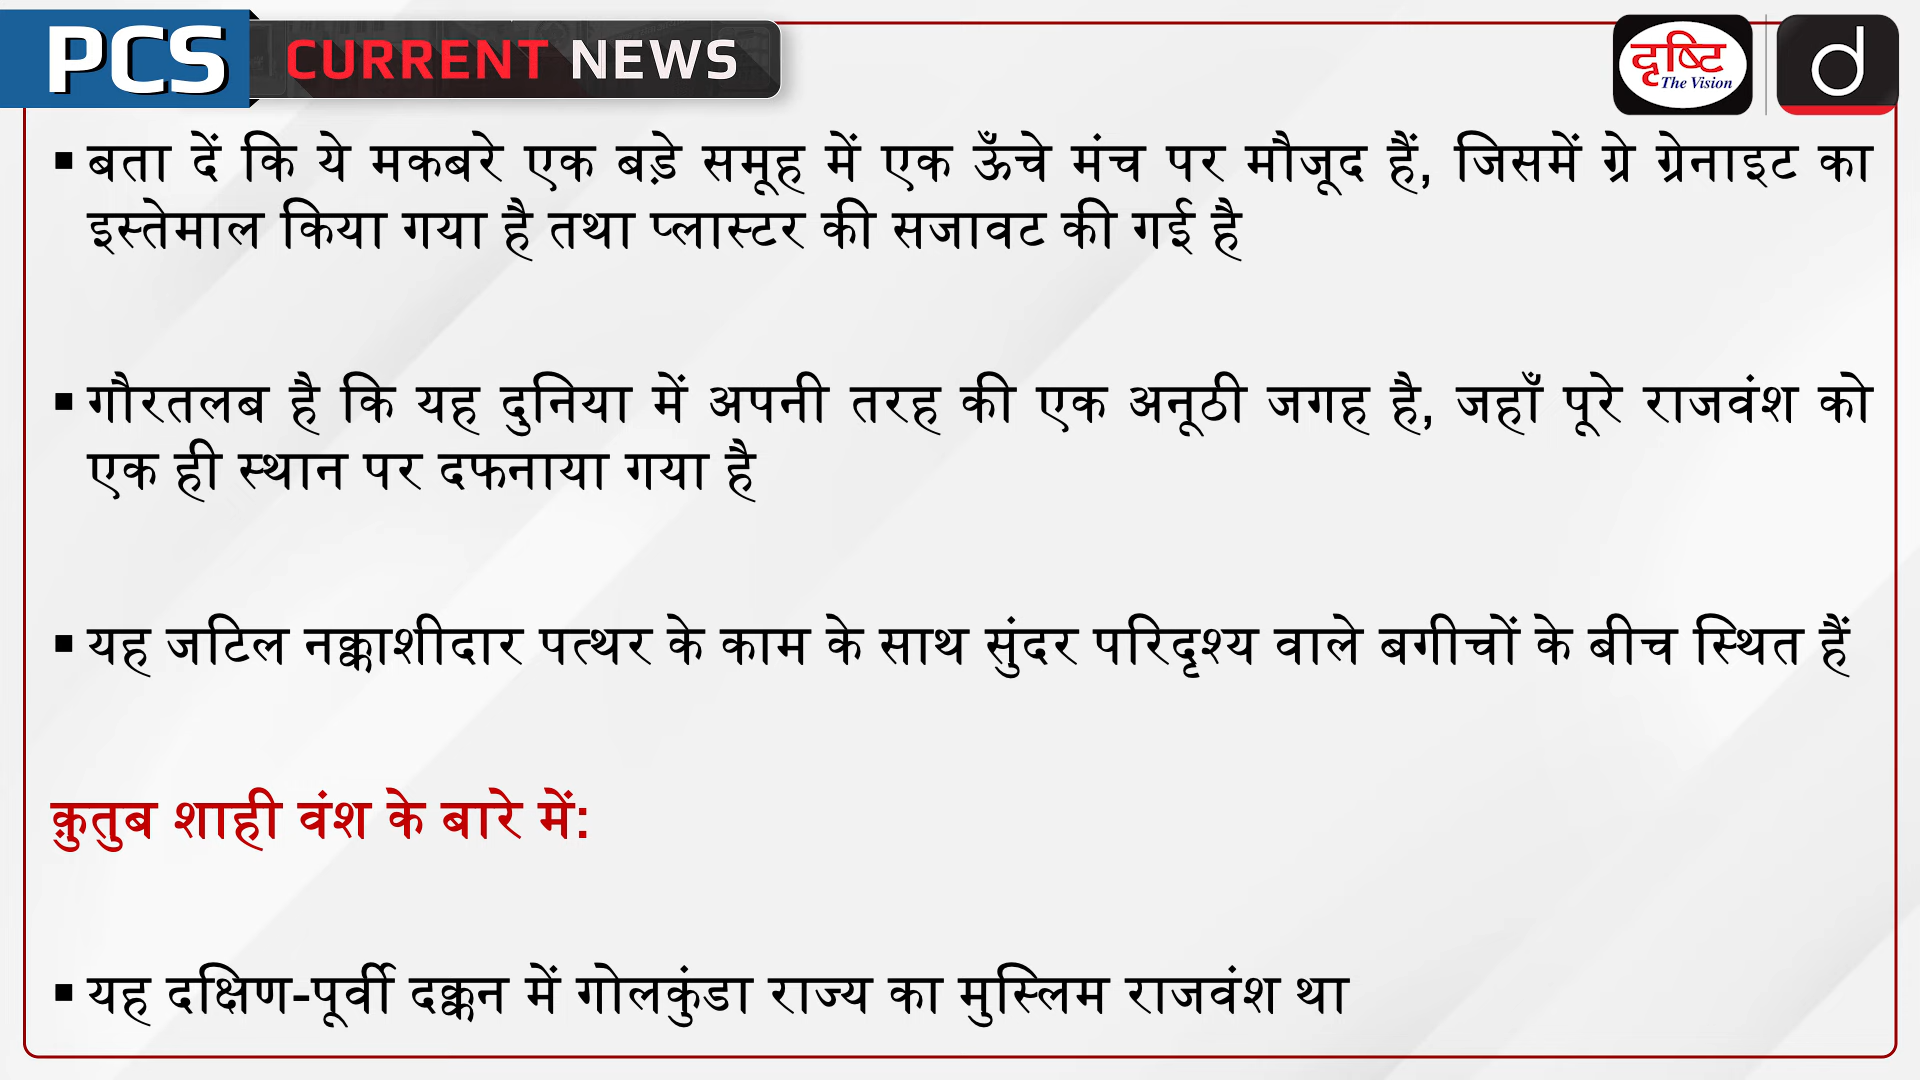 PCS CURRENT NEWS
दृष्टि
The Vision
d
▪ बता दें कि ये मकबरे एक बड़े समूह में एक ऊँचे मंच पर मौजूद हैं, जिसमें ग्रे ग्रेनाइट का
इस्तेमाल किया गया है तथा प्लास्टर की सजावट की गई है
▪ गौरतलब है कि यह दुनिया में अपनी तरह की एक अनूठी जगह है, जहाँ पूरे राजवंश को
एक ही स्थान पर दफनाया गया है
▪ यह जटिल नक्काशीदार पत्थर के काम के साथ सुंदर परिदृश्य वाले बगीचों के बीच स्थित हैं
क़ुतुब शाही वंश के बारे में:
▪ यह दक्षिण-पूर्वी दक्कन में गोलकुंडा राज्य का मुस्लिम राजवंश था